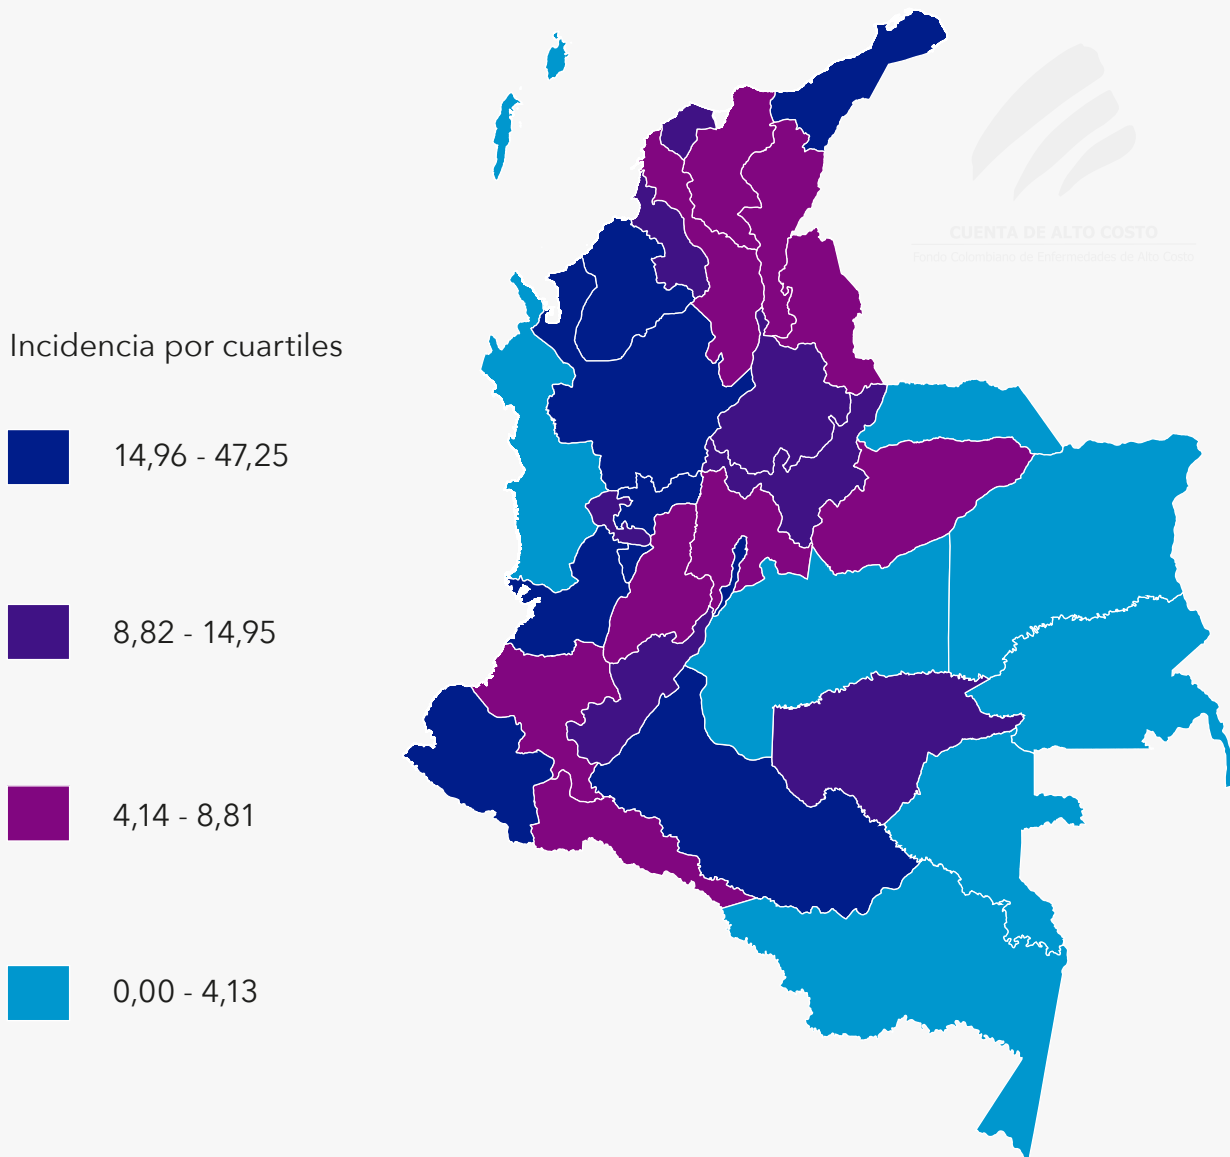 CUENTA DE ALTO COSTO
Fondo Colombiano de Enfermedades de Alto Costo
Incidencia por cuartiles
14,96 - 47,25
8,82 - 14,95
4,14 - 8,81
0,00 - 4,13